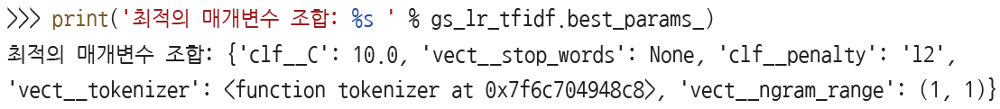 >>> print('최적의 매개변수 조합: %s ' % gs_lr_tfidf.best_params_)
최적의 매개변수 조합: {'clf__C': 10.0, 'vect__stop_words': None, 'clf__penalty': 'l2',
'vect__tokenizer': <function tokenizer at 0x7f6c704948c8>, 'vect__ngram_range': (1, 1)}